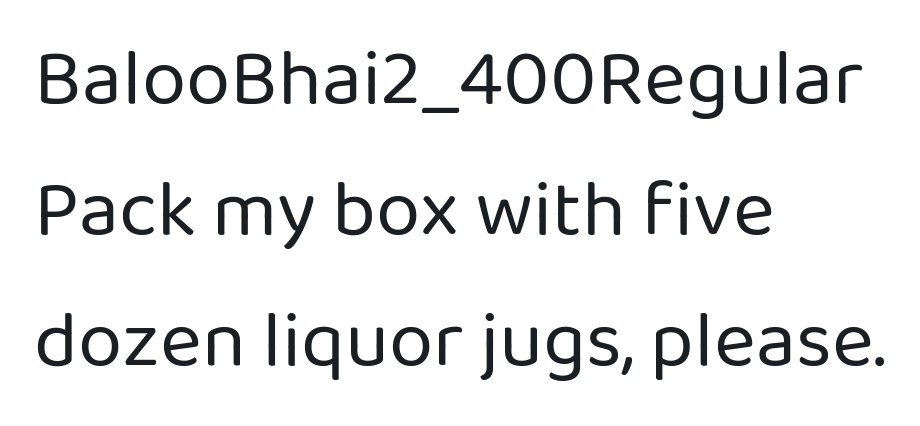 BalooBhai2_400Regular
Pack my box with five
dozen liquor jugs, please.